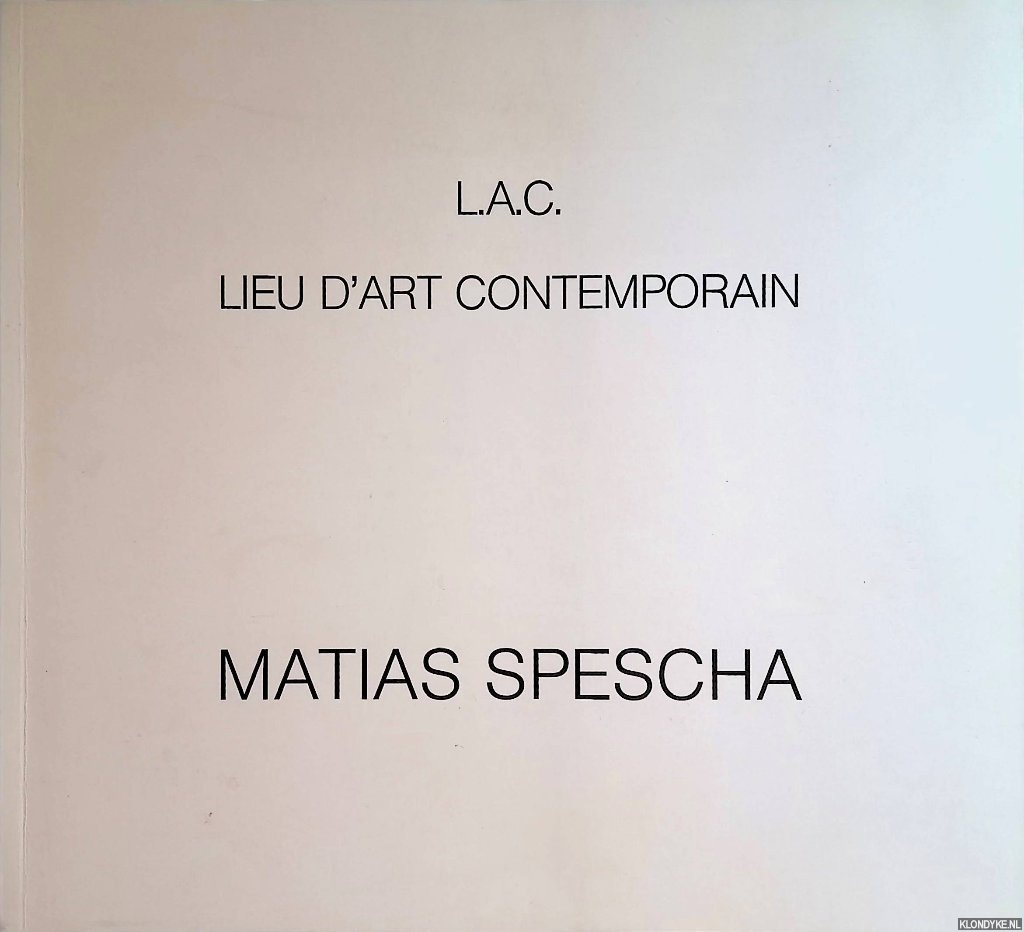 L.A.C.
LIEU D'ART CONTEMPORAIN
MATIAS SPESCHA
KLONDYKE.NL